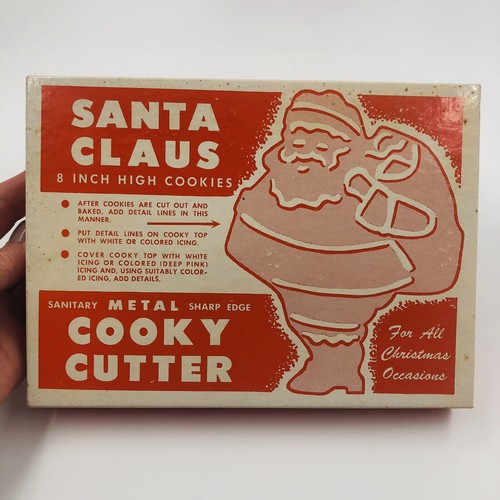 SANTA
CLAUS
8 INCH HIGH COOKIES
● AFTER COOKIES ARE CUT OUT AND
BAKED, ADD DETAIL LINES IN THIS
MANNER.
● PUT DETAIL LINES ON COOKY TOP
WITH WHITE OR COLORED ICING.
● COVER COOKY TOP WITH WHITE
ICING OR COLORED (DEEP PINK)
ICING AND, USING SUITABLY COLOR-
ED ICING, ADD DETAILS.
SANITARY METAL SHARP EDGE
COOKY
CUTTER
For All
Christmas
Occasions